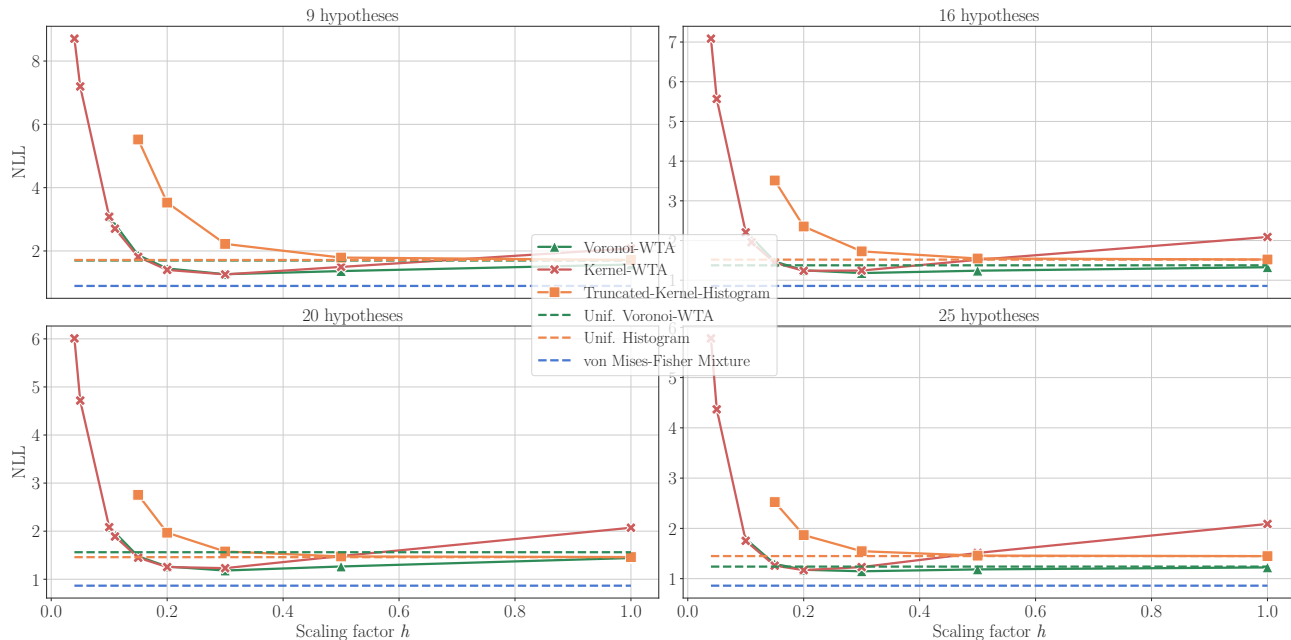 9 hypotheses
16 hypotheses
NLL
8
6
4
2
7
6
5
4
3
2
1
Voronoi-WTA
Kernel-WTA
Truncated-Kernel-Histogram
Unif. Voronoi-WTA
Unif. Histogram
von Mises-Fisher Mixture
20 hypotheses
25 hypotheses
NLL
6
5
4
3
2
1
6
5
4
3
2
1
0.0 0.2 0.4 0.6 0.8 1.0
0.0 0.2 0.4 0.6 0.8 1.0
Scaling factor h
Scaling factor h